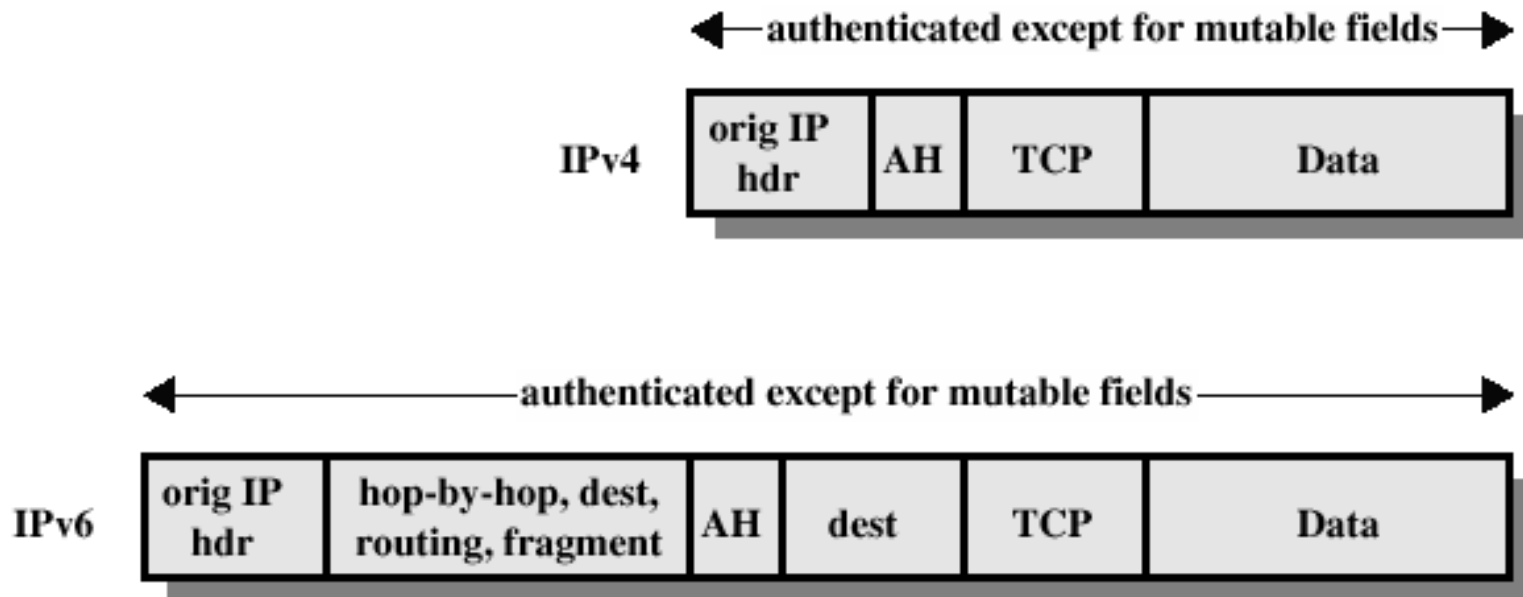 authenticated except for mutable fields
IPv4
orig IP
hdr
AH
TCP
Data
authenticated except for mutable fields
IPv6
orig IP
hdr
hop-by-hop, dest,
routing, fragment
AH
dest
TCP
Data